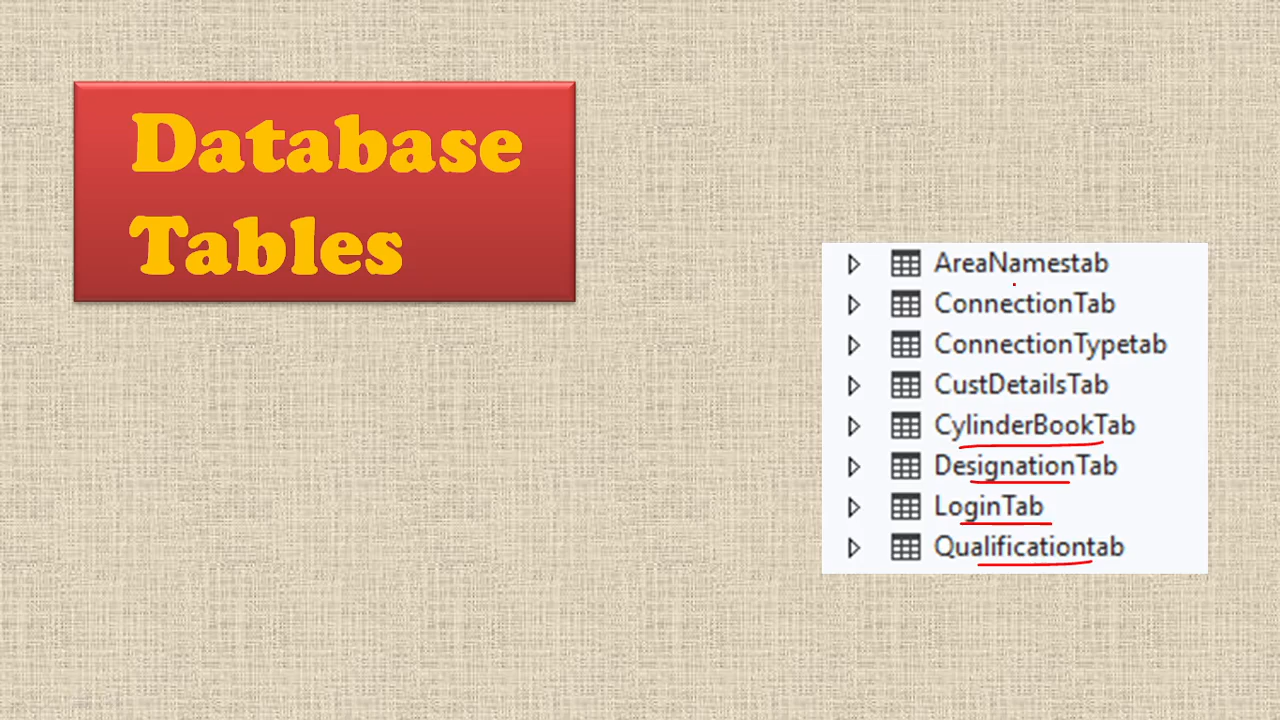 Database
Tables
AreaNamestab
ConnectionTab
ConnectionTypetab
CustDetailsTab
CylinderBookTab
DesignationTab
LoginTab
Qualificationtab